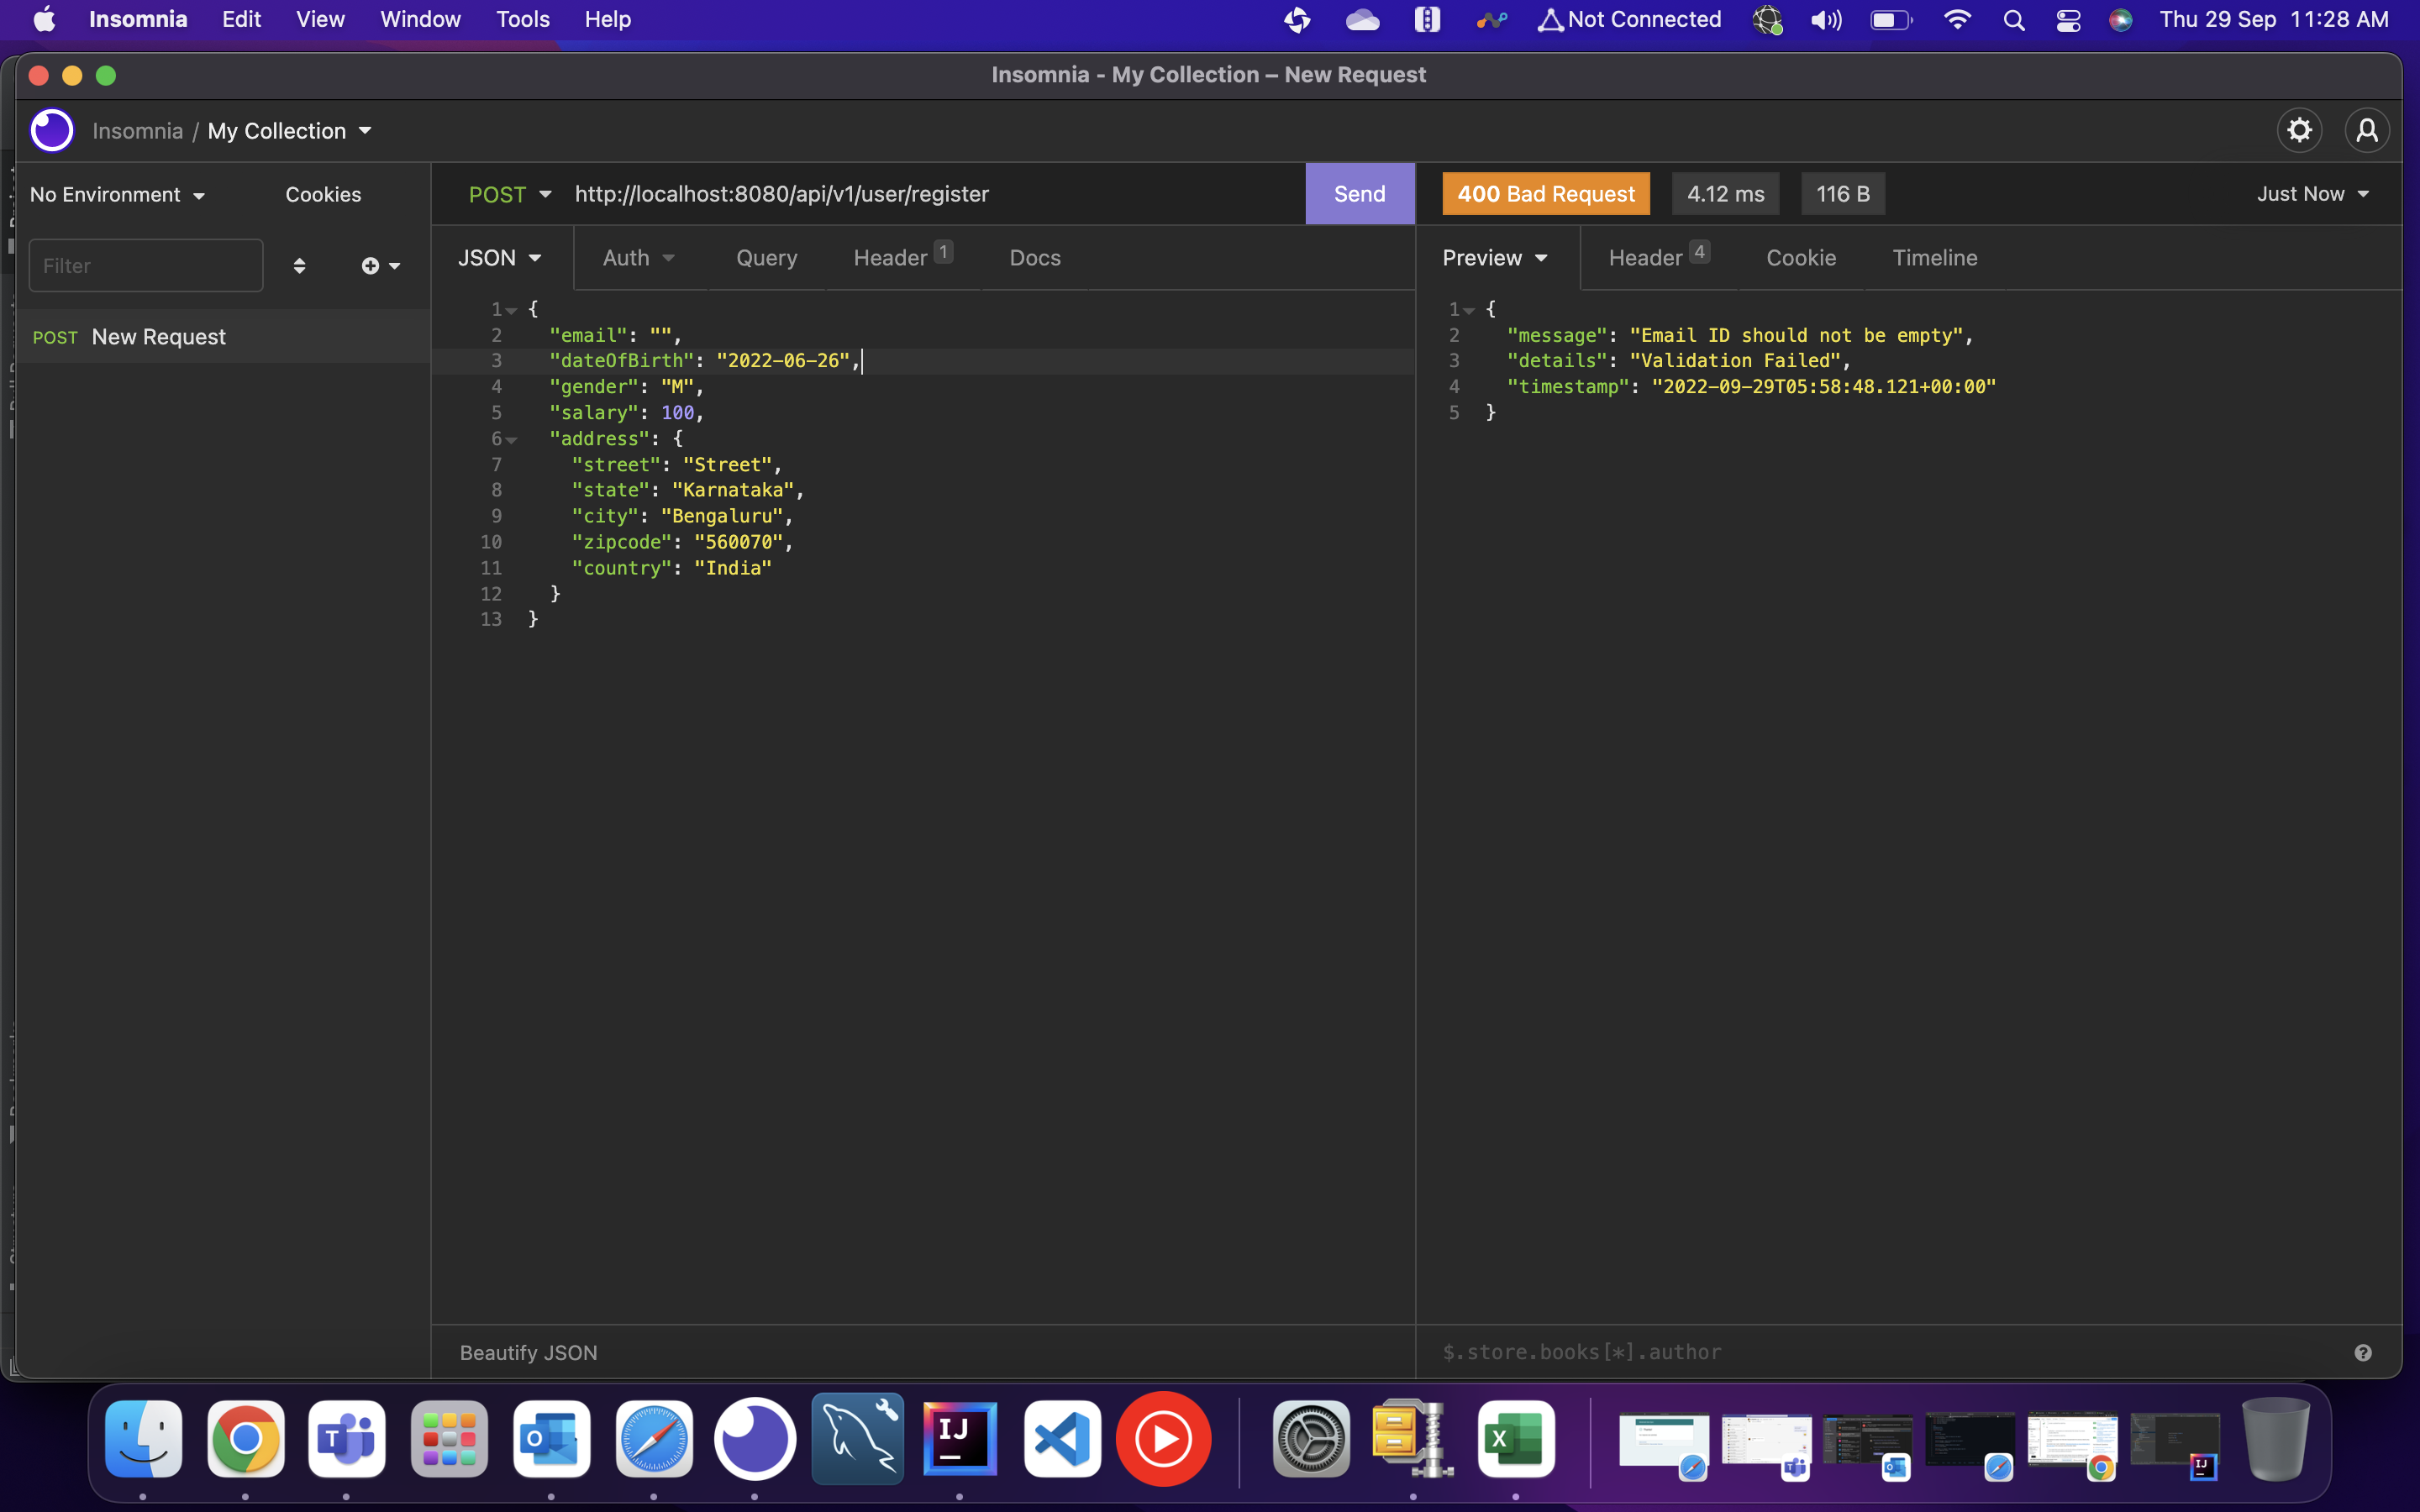 Insomnia Edit View Window Tools Help Not Connected Thu 29 Sep 11:28 AM
Insomnia - My Collection – New Request
Insomnia / My Collection
No Environment Cookies POST http://localhost:8080/api/v1/user/register Send 400 Bad Request 4.12 ms 116 B Just Now
Filter JSON Auth Query Header 1 Docs Preview Header 4 Cookie Timeline
POST New Request
1 {
2 "email": "",
3 "dateOfBirth": "2022-06-26",
4 "gender": "M",
5 "salary": 100,
6 "address": {
7 "street": "Street",
8 "state": "Karnataka",
9 "city": "Bengaluru",
10 "zipcode": "560070",
11 "country": "India"
12 }
13 }
1 {
2 "message": "Email ID should not be empty",
3 "details": "Validation Failed",
4 "timestamp": "2022-09-29T05:58:48.121+00:00"
5 }
Beautify JSON $.store.books[*].author